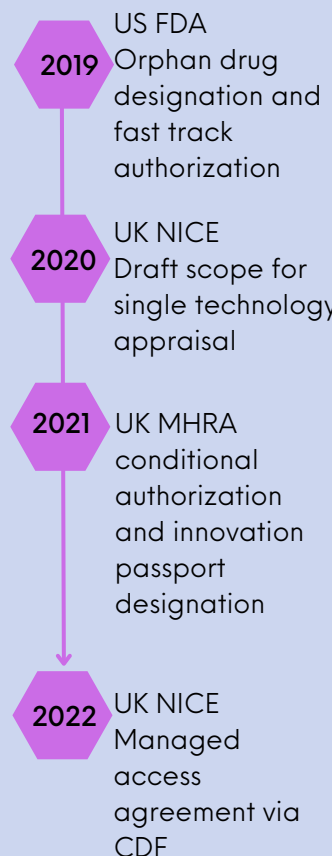 2019
US FDA
Orphan drug
designation and
fast track
authorization
2020
UK NICE
Draft scope for
single technology
appraisal
2021
UK MHRA
conditional
authorization
and innovation
passport
designation
2022
UK NICE
Managed
access
agreement via
CDF